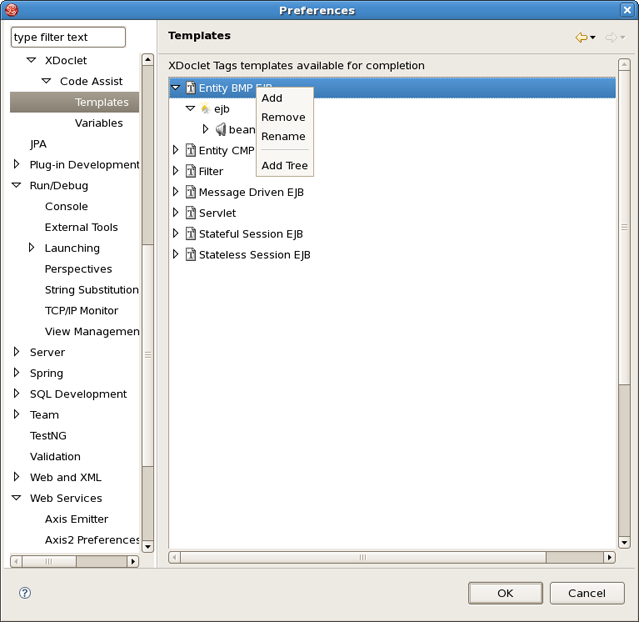 Preferences
type filter text
XDoclet
Code Assist
Templates
Variables
JPA
Plug-in Development
Run/Debug
Console
External Tools
Launching
Perspectives
String Substitution
TCP/IP Monitor
View Managemen
Server
Spring
SQL Development
Team
TestNG
Validation
Web and XML
Web Services
Axis Emitter
Axis2 Preferences
Templates
XDoclet Tags templates available for completion
Entity BMP EJB
ejb
bean
Entity CMP
Filter
Message Driven EJB
Servlet
Stateful Session EJB
Stateless Session EJB
Add
Remove
Rename
Add Tree
?
OK
Cancel